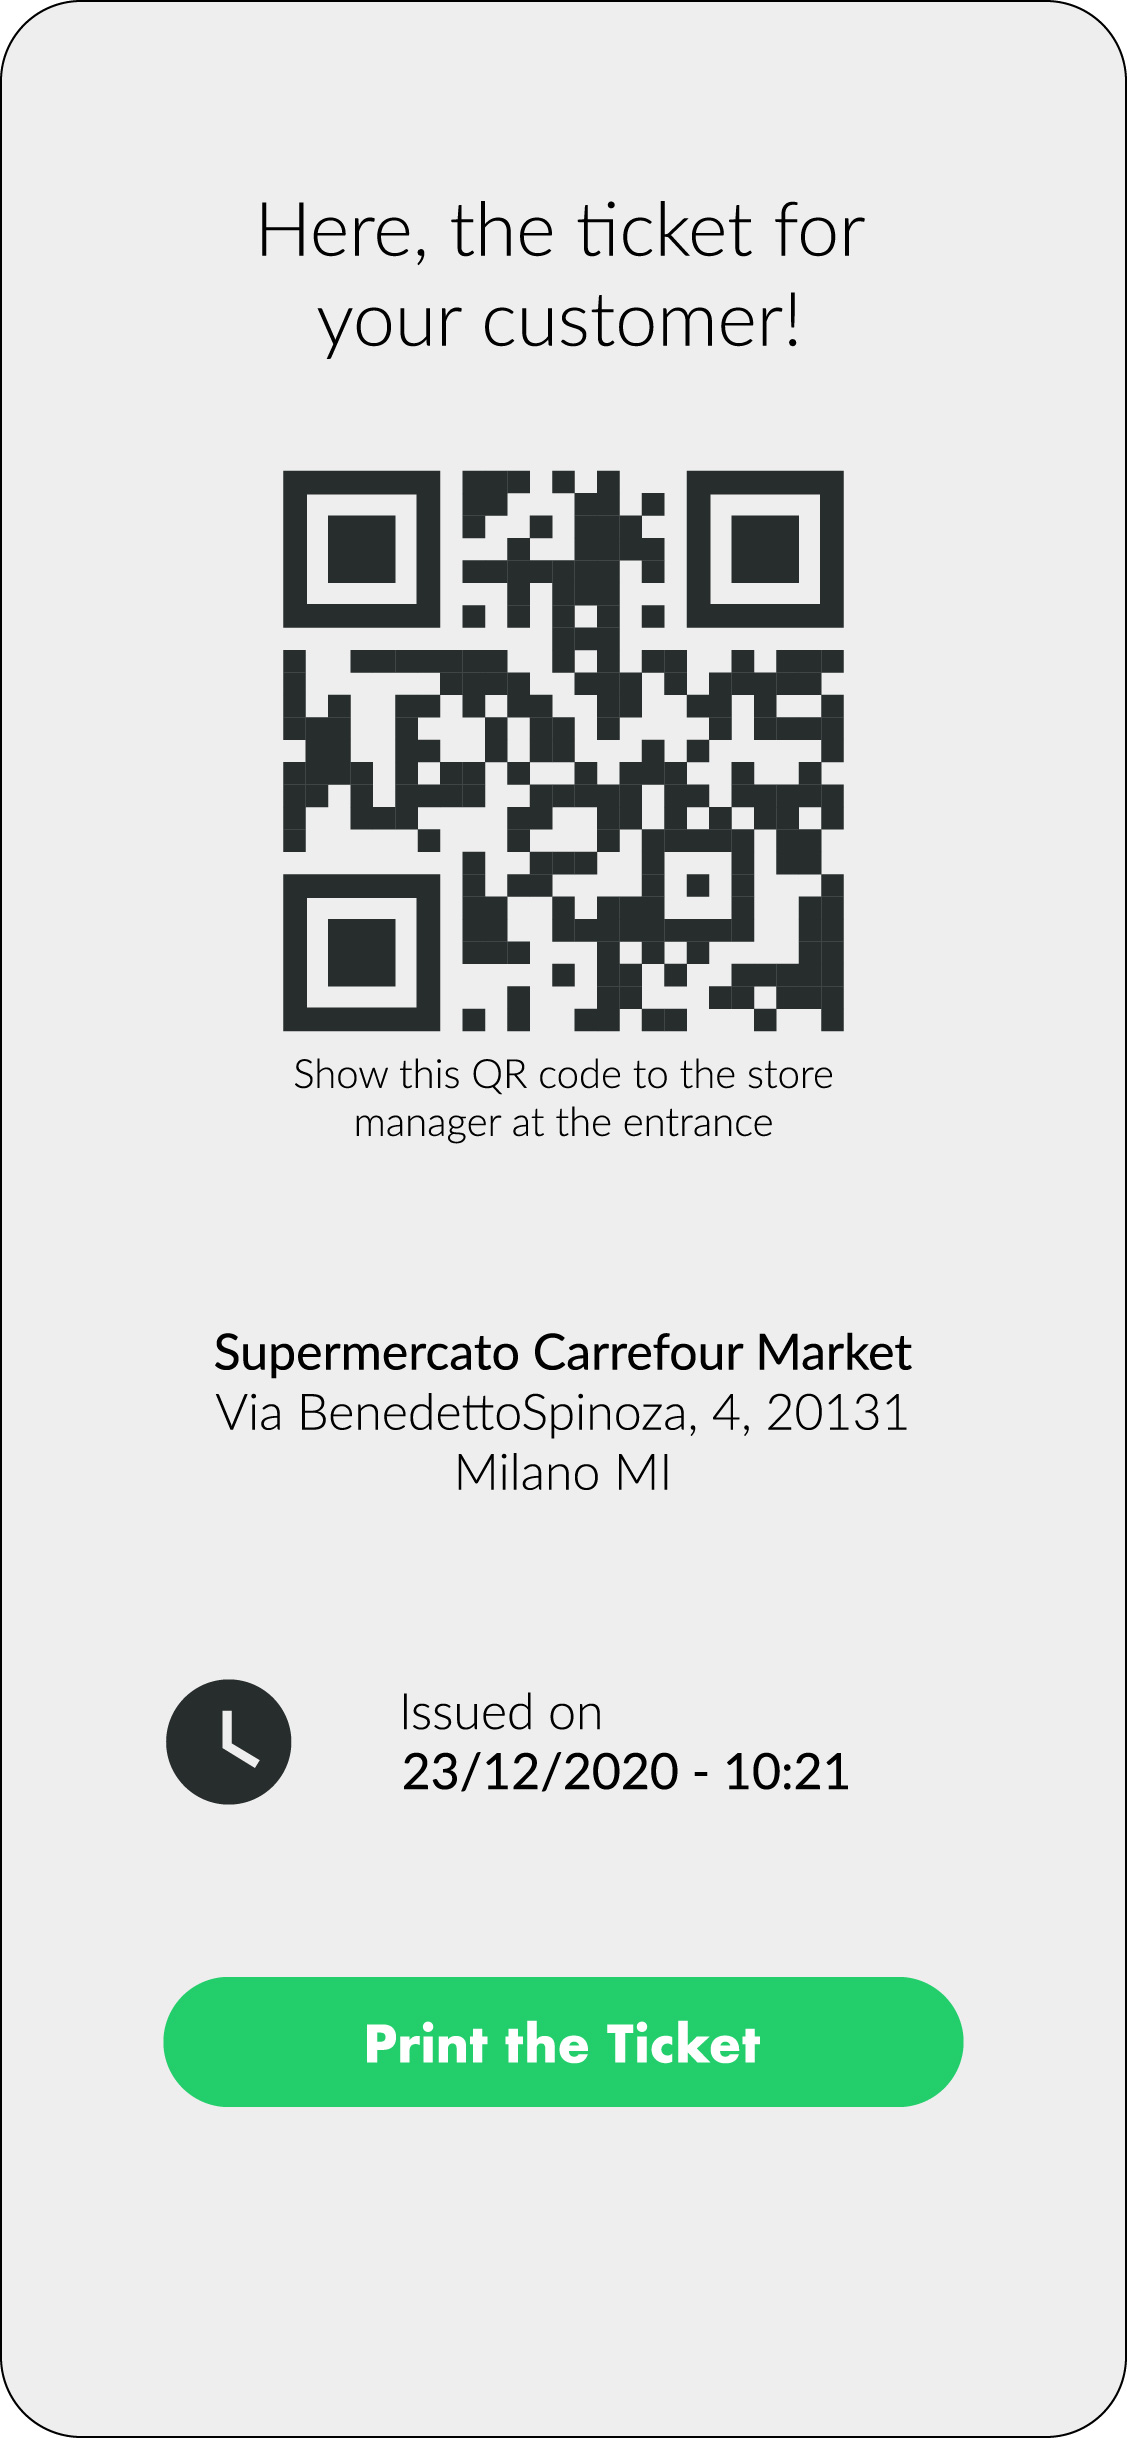 Here, the ticket for
your customer!
Show this QR code to the store
manager at the entrance
Supermercato Carrefour Market
Via BenedettoSpinoza, 4, 20131
Milano MI
Issued on
23/12/2020 - 10:21
Print the Ticket